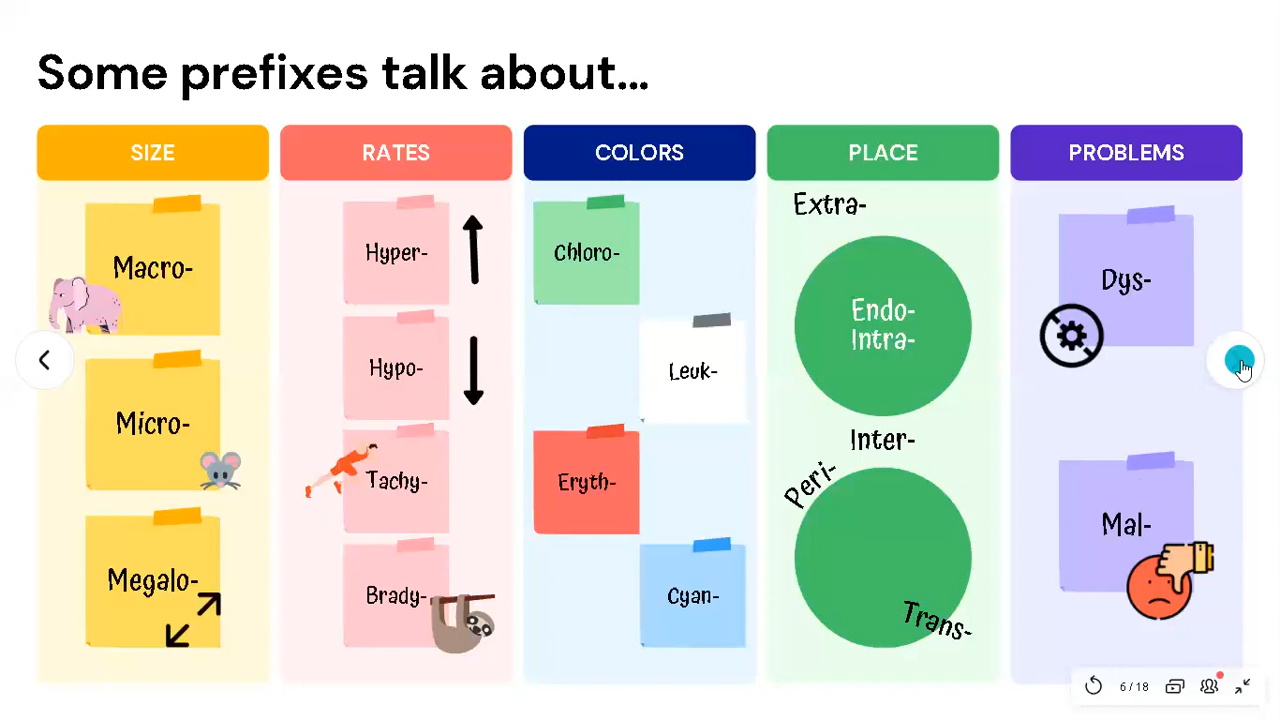 Some prefixes talk about...
SIZE
Macro-
Micro-
Megalo-
RATES
Hyper-
Hypo-
Tachy-
Brady-
COLORS
Chloro-
Leuk-
Eryth-
Cyan-
PLACE
Extra-
Endo-
Intra-
Inter-
Peri-
Trans-
PROBLEMS
Dys-
Mal-
6 / 18